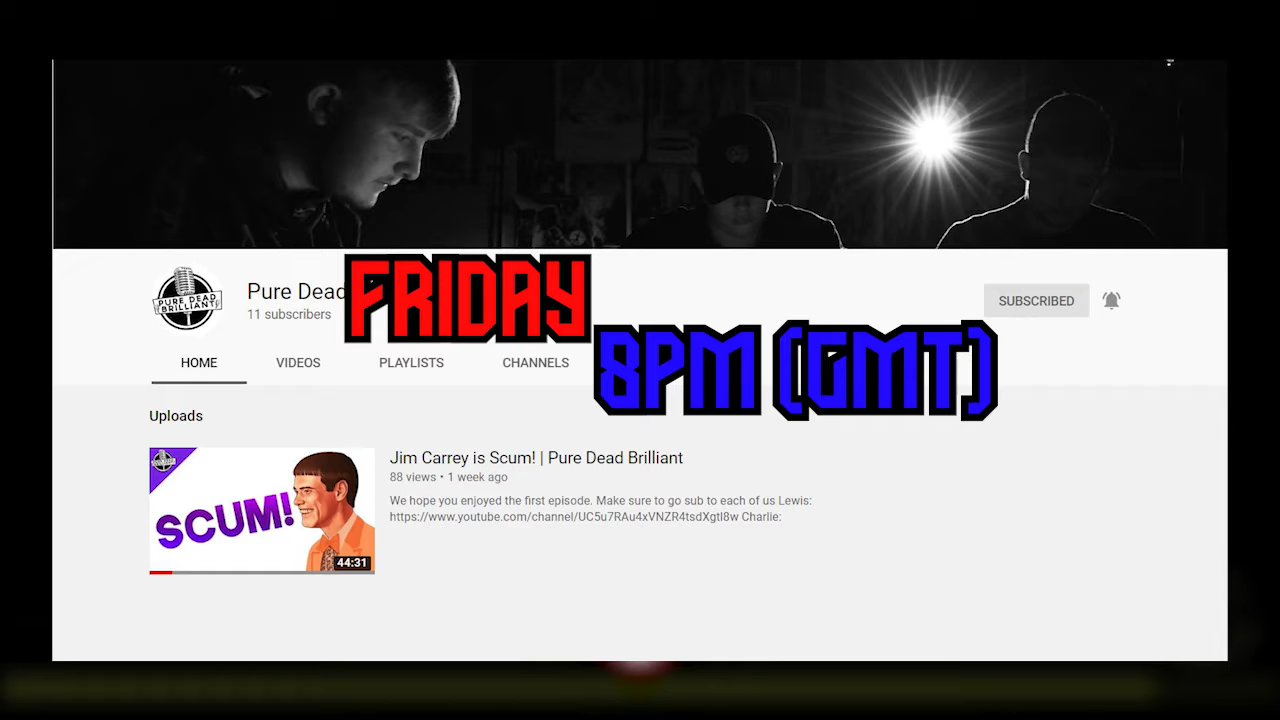 PURE DEAD
BRILLIANT
Pure Dead
11 subscribers
FRIDAY
8PM (GMT)
SUBSCRIBED
HOME
VIDEOS
PLAYLISTS
CHANNELS
Uploads
SCUM!
44:31
Jim Carrey is Scum! | Pure Dead Brilliant
88 views • 1 week ago
We hope you enjoyed the first episode. Make sure to go sub to each of us Lewis:
https://www.youtube.com/channel/UC5u7RAu4xVNZR4tsdXgtl8w Charlie: